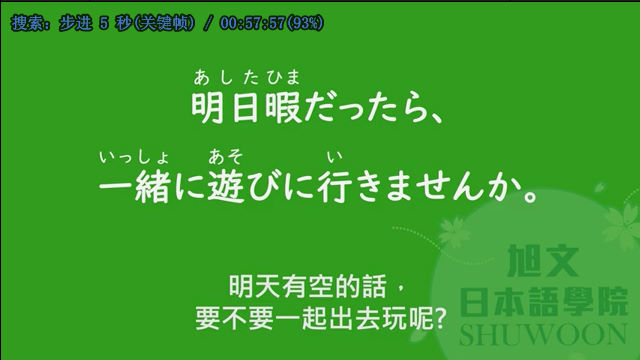 搜索: 步进 5 秒(关键帧) / 00:57:57(93%)
あした ひま
明日暇だったら、
いっしょ あそ い
一緒に遊びに行きませんか。
明天有空的話，
要不要一起出去玩呢?
旭文
日本語學院
SHUWOON